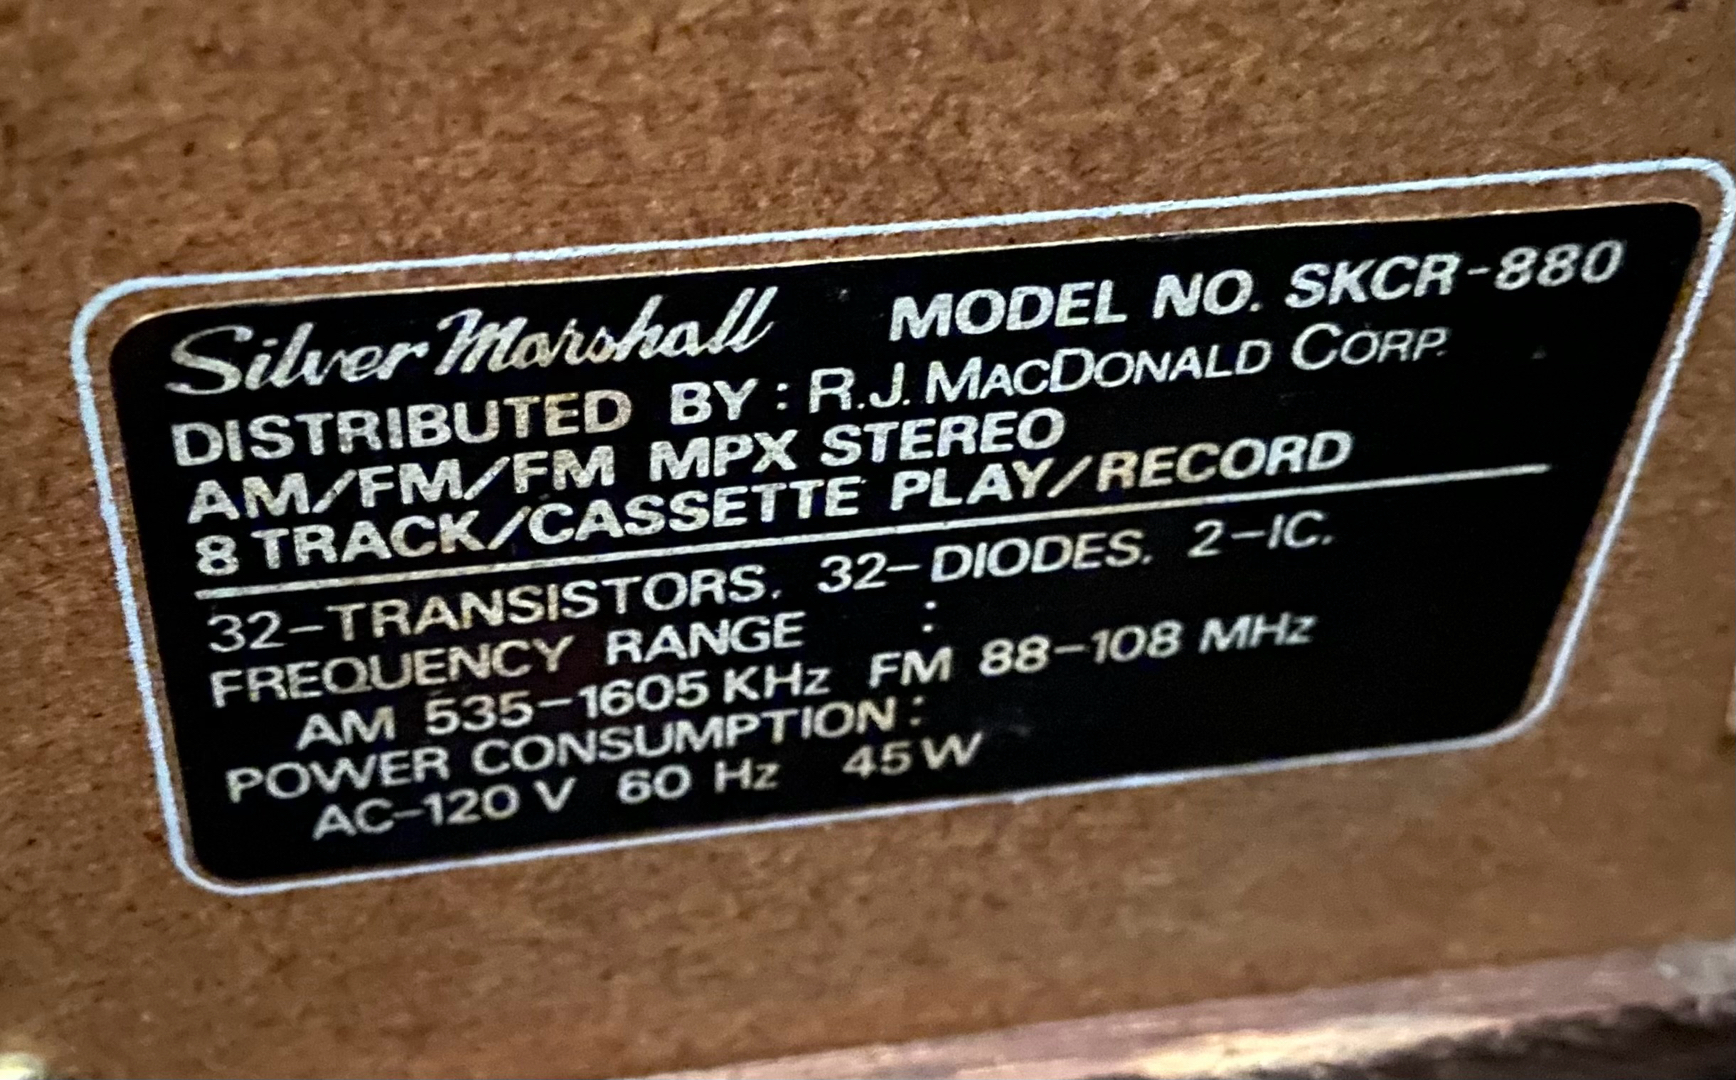 Silver Marshall MODEL NO. SKCR-880
DISTRIBUTED BY: R.J. MACDONALD CORP.
AM/FM/FM MPX STEREO
8 TRACK/CASSETTE PLAY/RECORD
32-TRANSISTORS. 32-DIODES. 2-IC.
FREQUENCY RANGE :
AM 535-1605 KHz FM 88-108 MHz
POWER CONSUMPTION:
AC-120 V 60 Hz 45W